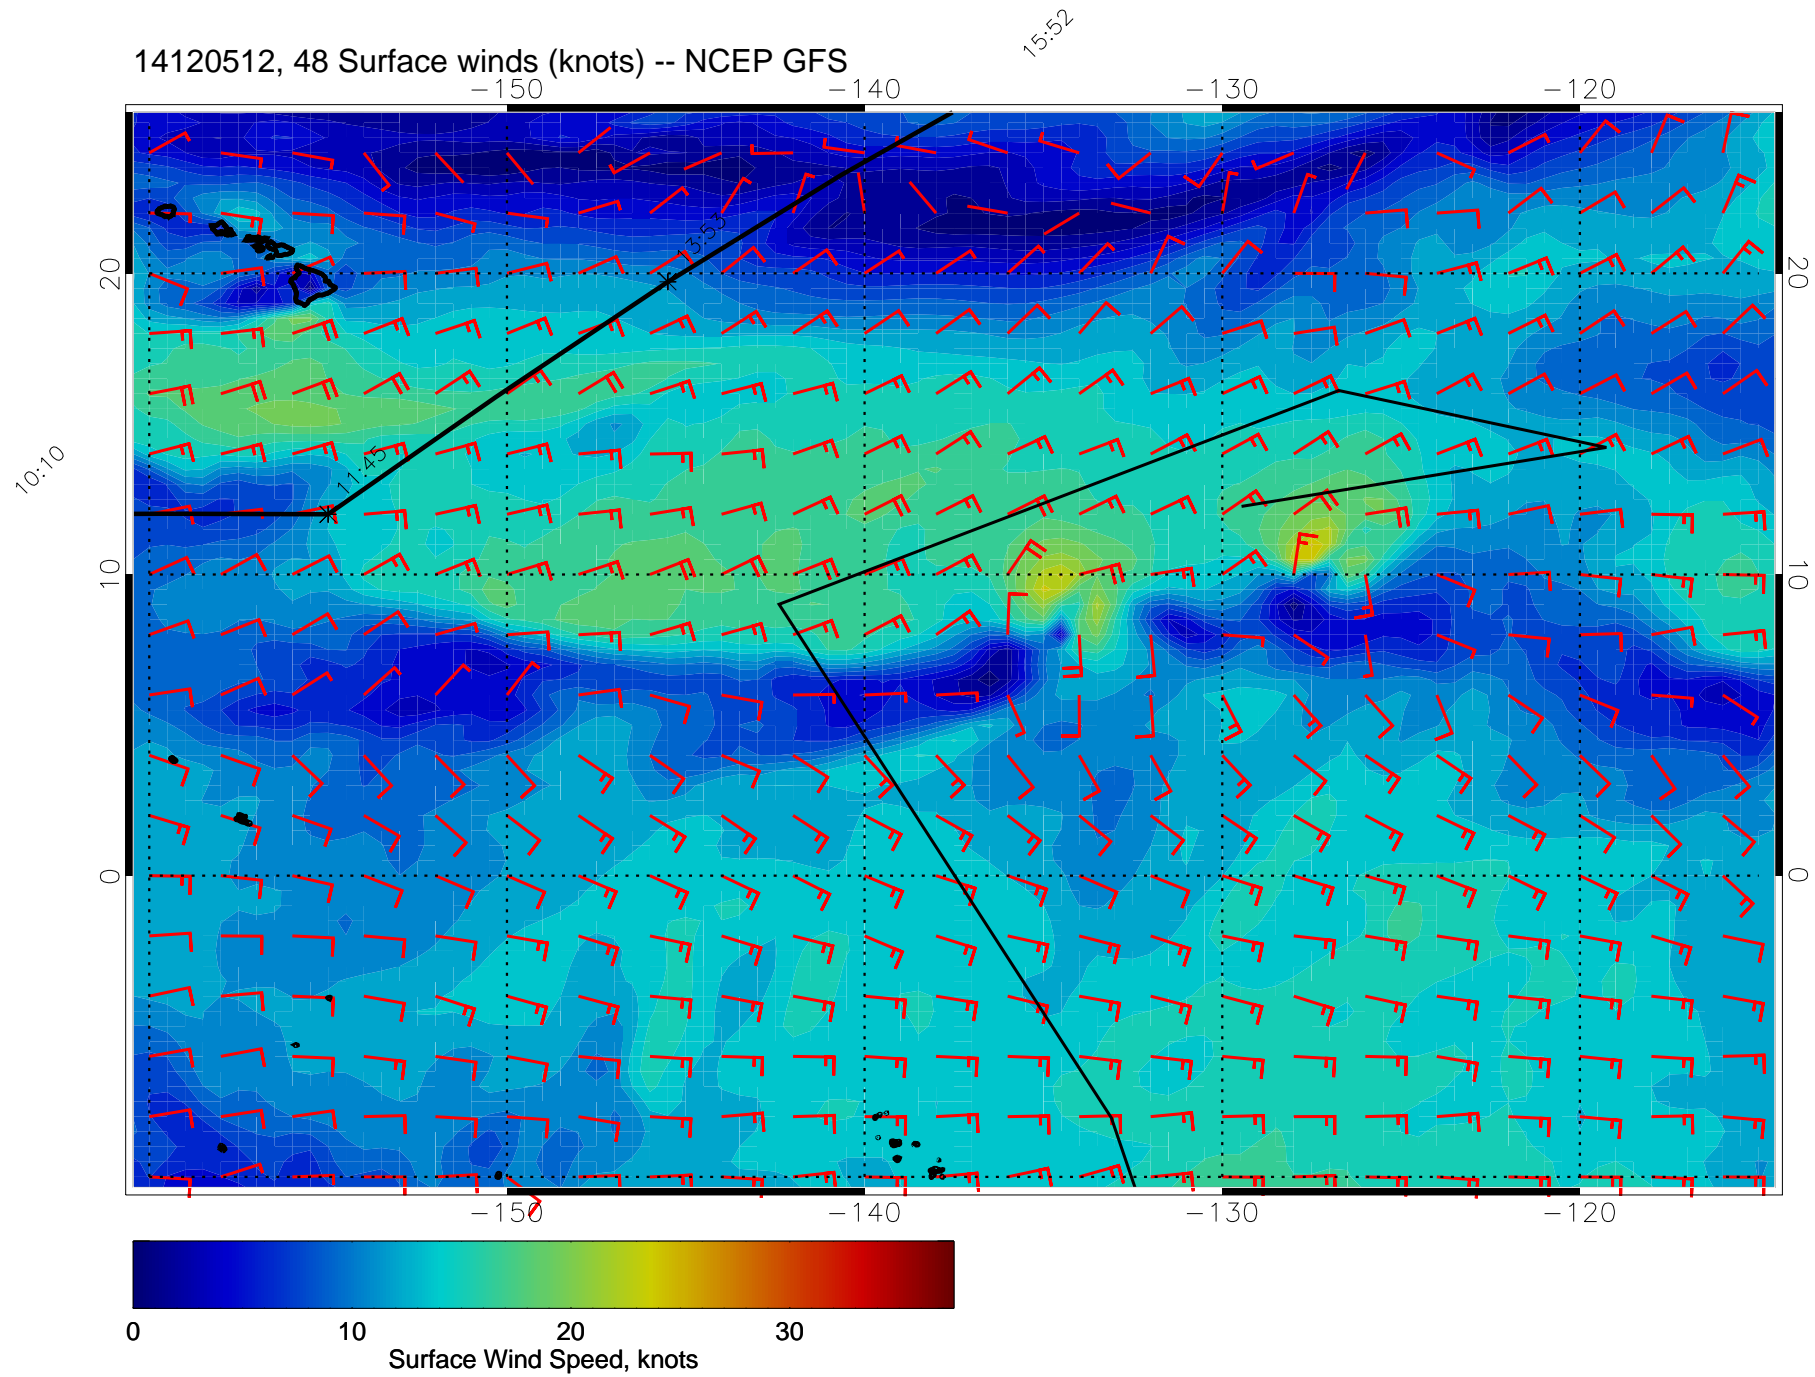 15:52
14120512, 48 Surface winds (knots) -- NCEP GFS
-150 -140 -130 -120
13:53
20 20
11:45
10:10
10 10
0 0
-150 -140 -130 -120
0 10 20 30
Surface Wind Speed, knots